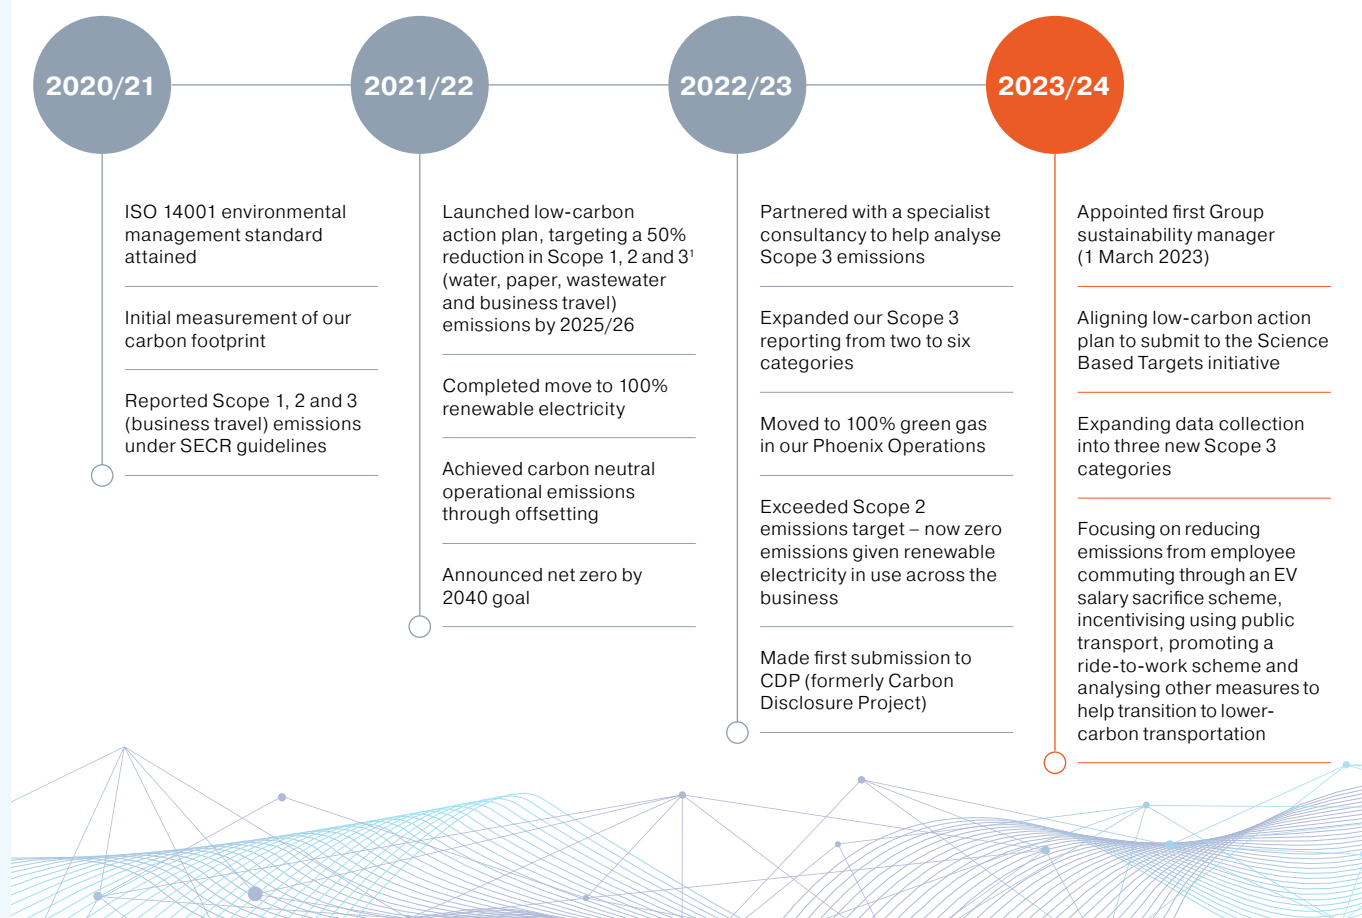 2020/21
ISO 14001 environmental
management standard
attained
Initial measurement of our
carbon footprint
Reported Scope 1, 2 and 3
(business travel) emissions
under SECR guidelines
2021/22
Launched low-carbon
action plan, targeting a 50%
reduction in Scope 1, 2 and 3¹
(water, paper, wastewater
and business travel)
emissions by 2025/26
Completed move to 100%
renewable electricity
Achieved carbon neutral
operational emissions
through offsetting
Announced net zero by
2040 goal
2022/23
Partnered with a specialist
consultancy to help analyse
Scope 3 emissions
Expanded our Scope 3
reporting from two to six
categories
Moved to 100% green gas
in our Phoenix Operations
Exceeded Scope 2
emissions target – now zero
emissions given renewable
electricity in use across the
business
Made first submission to
CDP (formerly Carbon
Disclosure Project)
2023/24
Appointed first Group
sustainability manager
(1 March 2023)
Aligning low-carbon action
plan to submit to the Science
Based Targets initiative
Expanding data collection
into three new Scope 3
categories
Focusing on reducing
emissions from employee
commuting through an EV
salary sacrifice scheme,
incentivising using public
transport, promoting a
ride-to-work scheme and
analysing other measures to
help transition to lower-
carbon transportation